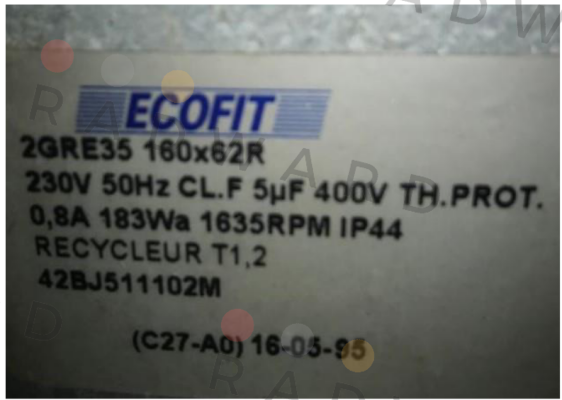 ECOFIT
2GRE35 160x62R
230V 50Hz CL.F 5µF 400V TH.PROT.
0,8A 183Wa 1635RPM IP44
RECYCLEUR T1,2
42BJ511102M
(C27-A0) 16-05-95